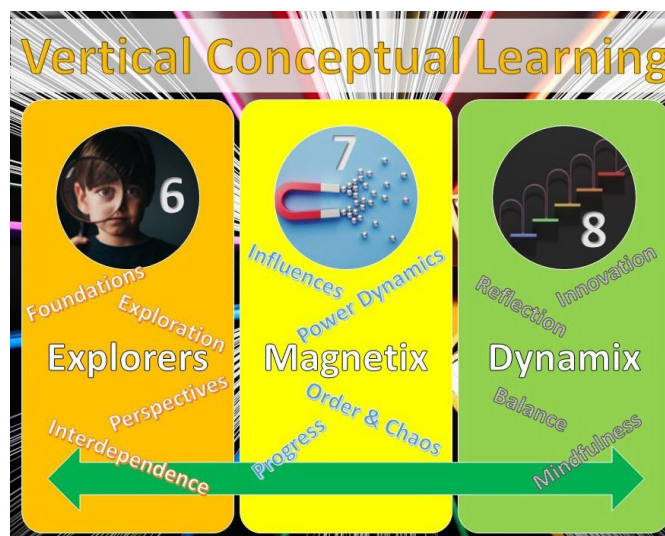 Vertical Conceptual Learning
6
Foundations
Exploration
Explorers
Perspectives
Interdependence
7
Influences
Power Dynamics
Magnetix
Order & Chaos
Progress
8
Innovation
Reflection
Dynamix
Balance
Mindfulness